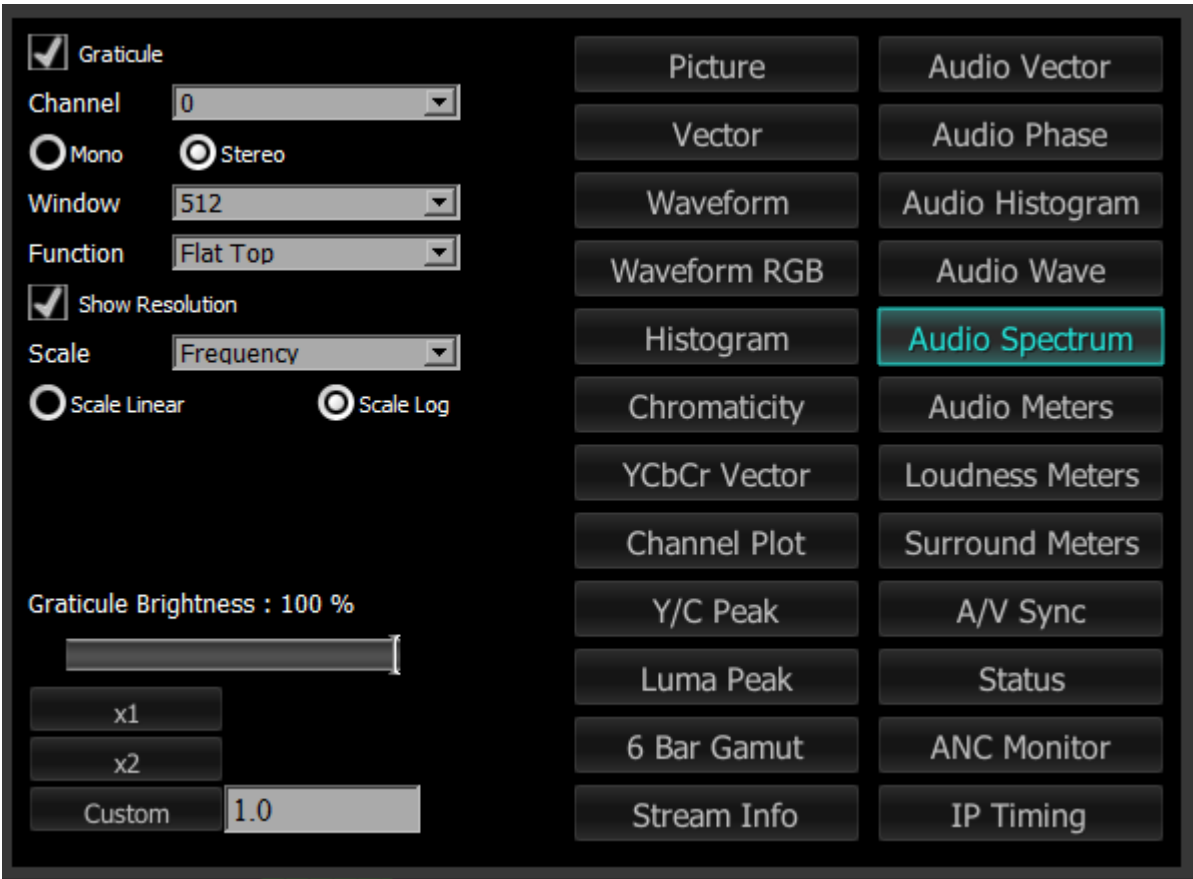 Graticule
Channel 0
Mono Stereo
Window 512
Function Flat Top
Show Resolution
Scale Frequency
Scale Linear Scale Log
Graticule Brightness : 100 %
x1
x2
Custom 1.0
Picture Audio Vector
Vector Audio Phase
Waveform Audio Histogram
Waveform RGB Audio Wave
Histogram Audio Spectrum
Chromaticity Audio Meters
YCbCr Vector Loudness Meters
Channel Plot Surround Meters
Y/C Peak A/V Sync
Luma Peak Status
6 Bar Gamut ANC Monitor
Stream Info IP Timing